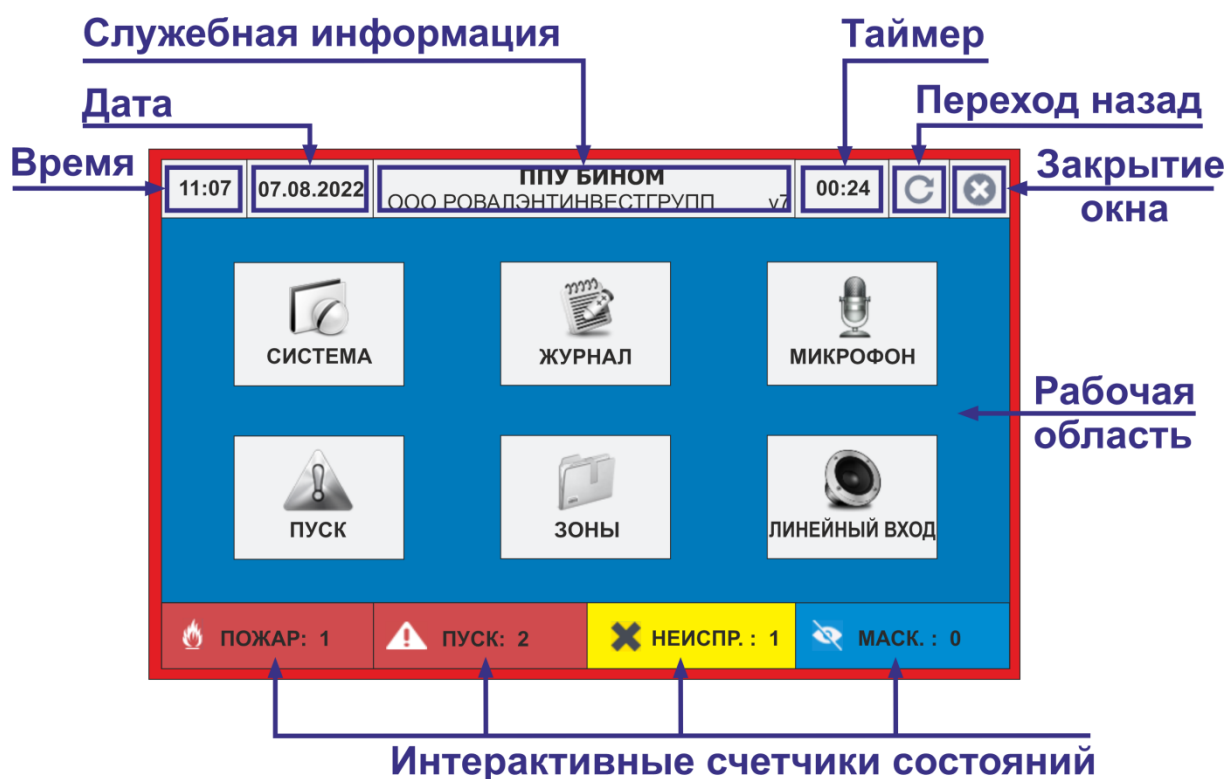 Служебная информация
Таймер
Дата
Переход назад
Время
Закрытие
окна
11:07
07.08.2022
ППУ БИНОМ
ООО РОВАЛЭНТИНВЕСТГРУПП v7
00:24
СИСТЕМА
ЖУРНАЛ
МИКРОФОН
Рабочая
область
ПУСК
ЗОНЫ
ЛИНЕЙНЫЙ ВХОД
ПОЖАР: 1
ПУСК: 2
НЕИСПР. : 1
МАСК. : 0
Интерактивные счетчики состояний